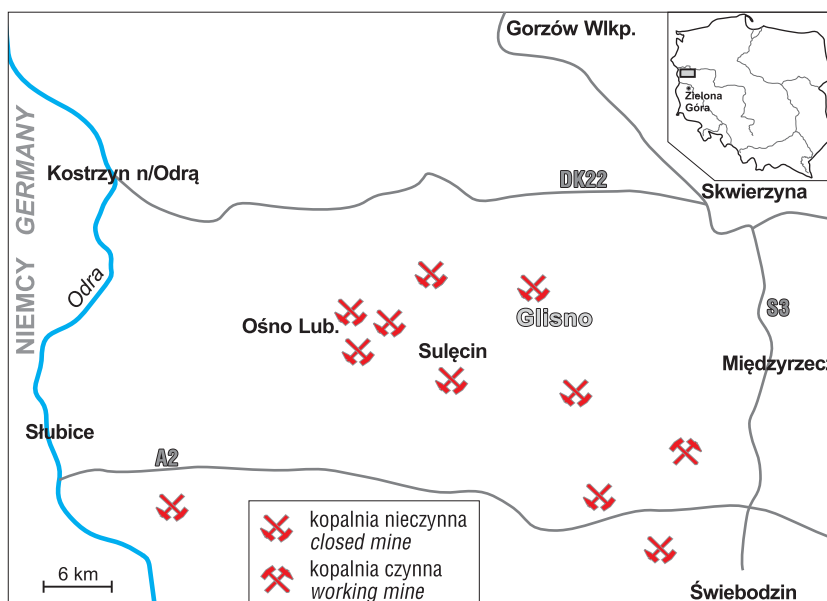 Gorzów Wlkp.
Zielona
Góra
Kostrzyn n/Odrą
DK22
Skwierzyna
NIEMCY GERMANY
Odra
Glisno
S3
Ośno Lub.
Sulęcin
Międzyrzecz
Słubice
A2
kopalnia nieczynna
closed mine
kopalnia czynna
working mine
6 km
Świebodzin